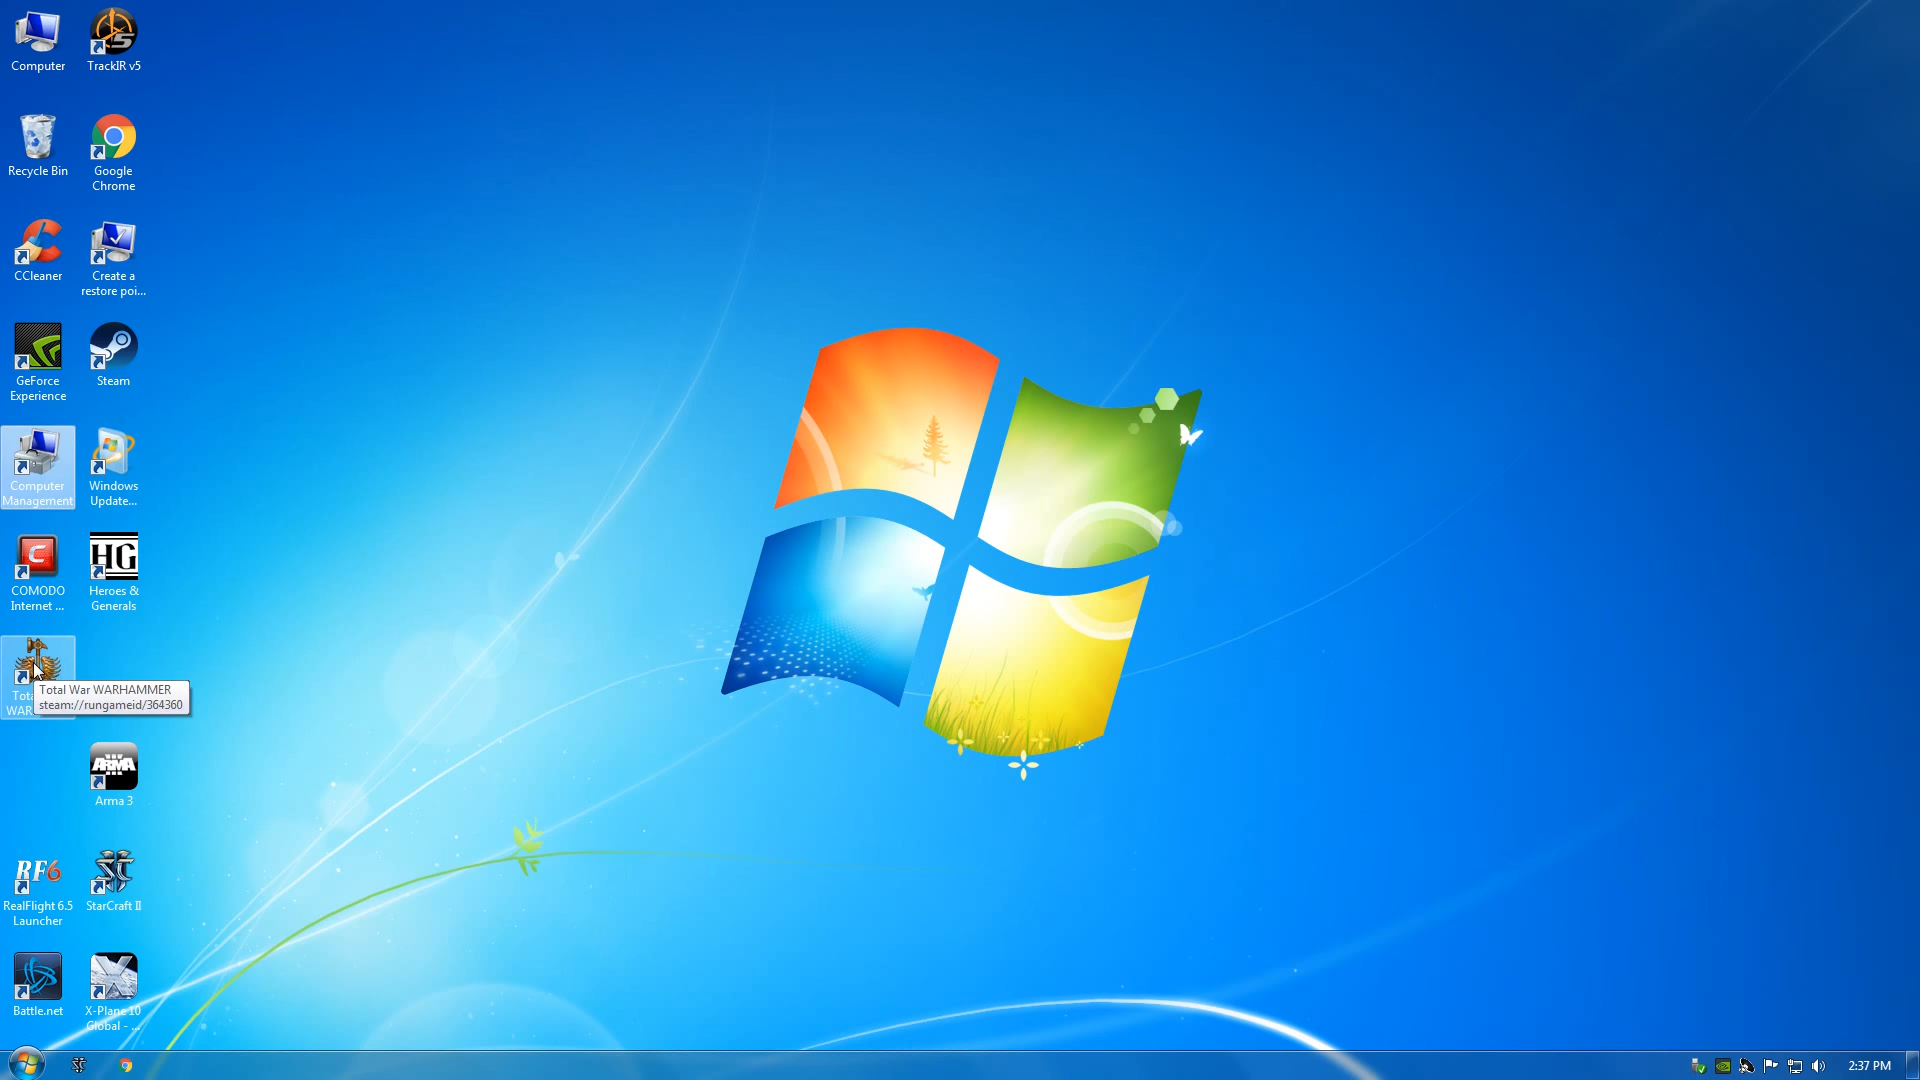 Computer
TrackIR v5
Recycle Bin
Google
Chrome
CCleaner
Create a
restore poi...
GeForce
Experience
Steam
Computer
Management
Windows
Update...
COMODO
Internet ...
HG
Heroes &
Generals
Total War WARHAMMER
steam://rungameid/364360
ARMA
III
Arma 3
RF6
RealFlight 6.5
Launcher
StarCraft II
Battle.net
X-Plane 10
Global - ...
2:37 PM